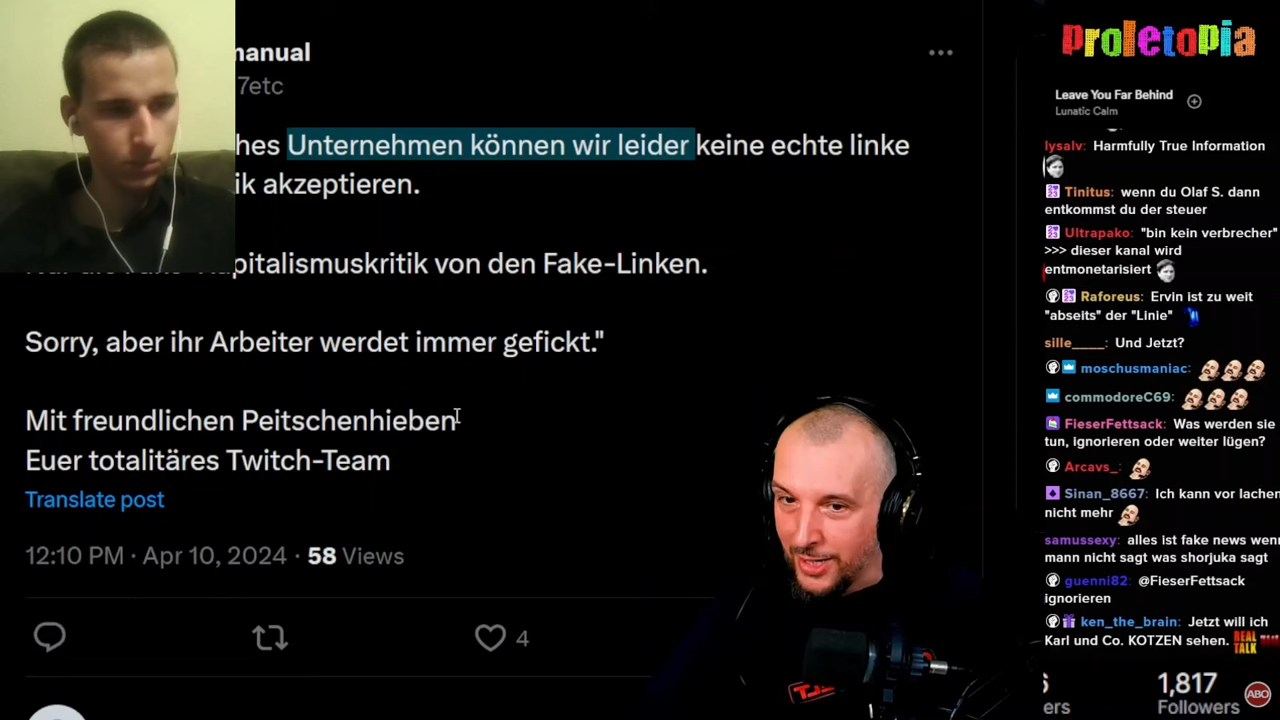 manual
7etc
hes Unternehmen können wir leider keine echte linke
ik akzeptieren.
pitalismuskritik von den Fake-Linken.
Sorry, aber ihr Arbeiter werdet immer gefickt."
Mit freundlichen Peitschenhieben
Euer totalitäres Twitch-Team
Translate post
12:10 PM · Apr 10, 2024 · 58 Views
4
Proletopia
Leave You Far Behind
Lunatic Calm
lysalv: Harmfully True Information
Tinitus: wenn du Olaf S. dann
entkommst du der steuer
Ultrapako: "bin kein verbrecher"
>>> dieser kanal wird
entmonetarisiert
Raforeus: Ervin ist zu weit
"abseits" der "Linie"
sille____: Und Jetzt?
moschusmaniac:
commodoreC69:
FieserFettsack: Was werden sie
tun, ignorieren oder weiter lügen?
Arcavs_:
Sinan_8667: Ich kann vor lachen
nicht mehr
samussexy: alles ist fake news wenn
mann nicht sagt was shorjuka sagt
guenni82: @FieserFettsack
ignorieren
ken_the_brain: Jetzt will ich
Karl und Co. KOTZEN sehen. REAL
TALK
1,817
ers Followers
ABO